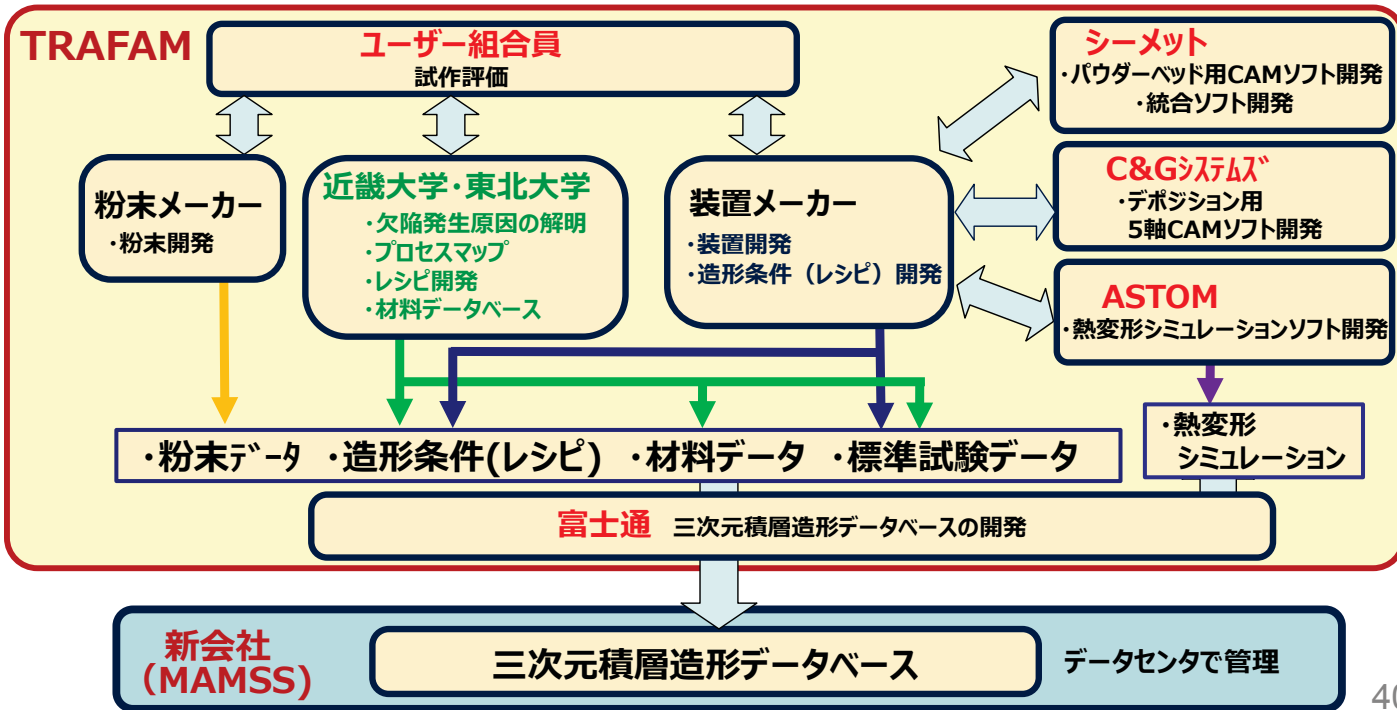 TRAFAM
ユーザー組合員
試作評価
シーメット
・パウダーベッド用CAMソフト開発
・統合ソフト開発
粉末メーカー
・粉末開発
近畿大学・東北大学
・欠陥発生原因の解明
・プロセスマップ
・レシピ開発
・材料データベース
装置メーカー
・装置開発
・造形条件（レシピ）開発
C&Gｼｽﾃﾑｽﾞ
・デポジション用
5軸CAMソフト開発
ASTOM
・熱変形シミュレーションソフト開発
・粉末ﾃﾞｰﾀ ・造形条件(レシピ) ・材料データ ・標準試験データ
・熱変形
シミュレーション
富士通 三次元積層造形データベースの開発
新会社
(MAMSS)
三次元積層造形データベース
データセンタで管理
40